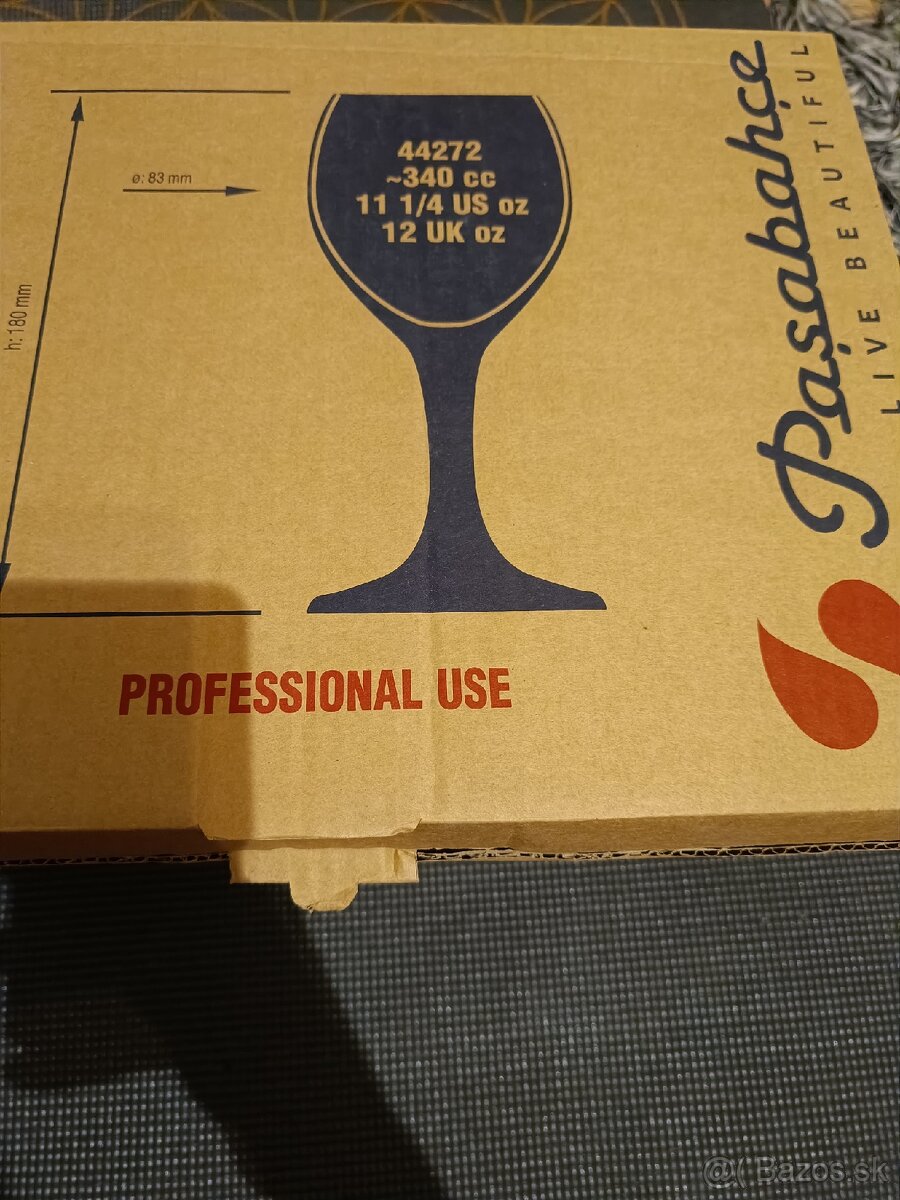 44272
~340 cc
11 1/4 US oz
12 UK oz
ø: 83 mm
h: 180 mm
PROFESSIONAL USE
Paşabahçe
LIVE BEAUTIFUL
@( Bazos.sk